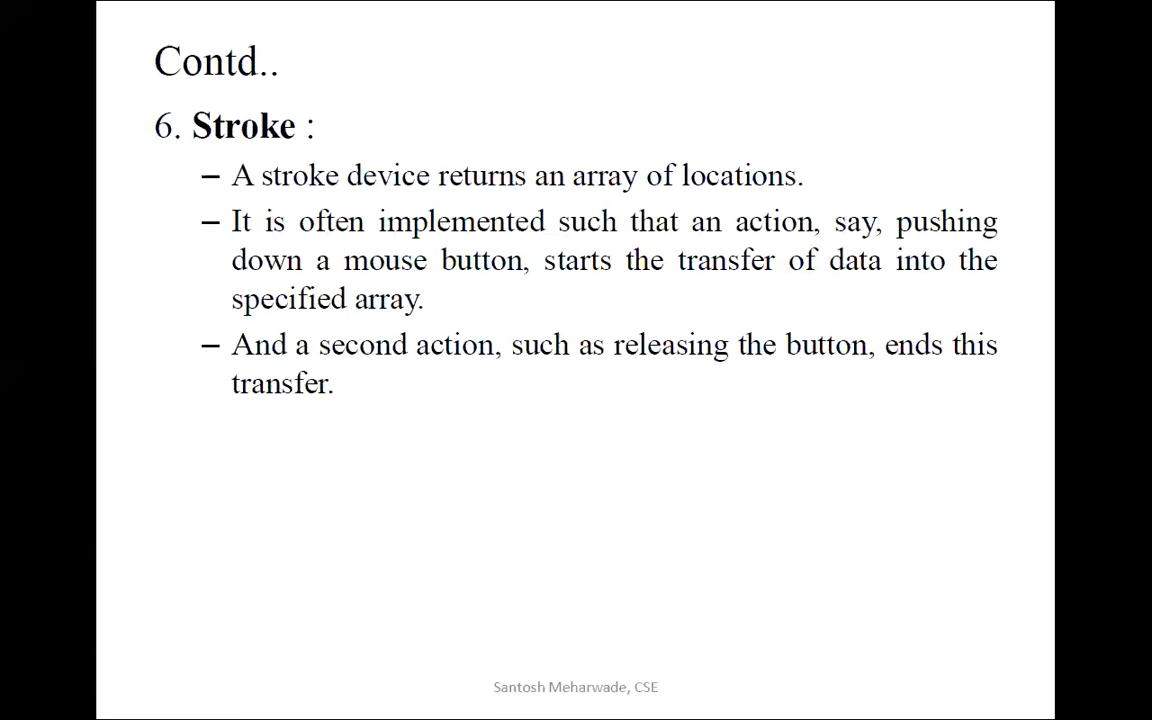 Contd..
6. Stroke :
– A stroke device returns an array of locations.
– It is often implemented such that an action, say, pushing
down a mouse button, starts the transfer of data into the
specified array.
– And a second action, such as releasing the button, ends this
transfer.
Santosh Meharwade, CSE